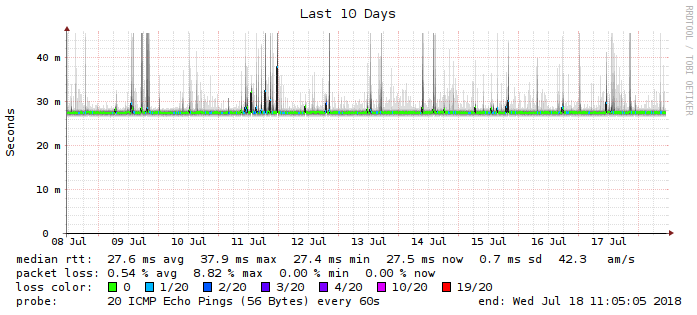 Last 10 Days
RRDTOOL / TOBI OETIKER
Seconds
40 m
30 m
20 m
10 m
0
08 Jul 09 Jul 10 Jul 11 Jul 12 Jul 13 Jul 14 Jul 15 Jul 16 Jul 17 Jul
median rtt: 27.6 ms avg 37.9 ms max 27.4 ms min 27.5 ms now 0.7 ms sd 42.3 am/s
packet loss: 0.54 % avg 8.82 % max 0.00 % min 0.00 % now
loss color: 0 1/20 2/20 3/20 4/20 10/20 19/20
probe: 20 ICMP Echo Pings (56 Bytes) every 60s end: Wed Jul 18 11:05:05 2018